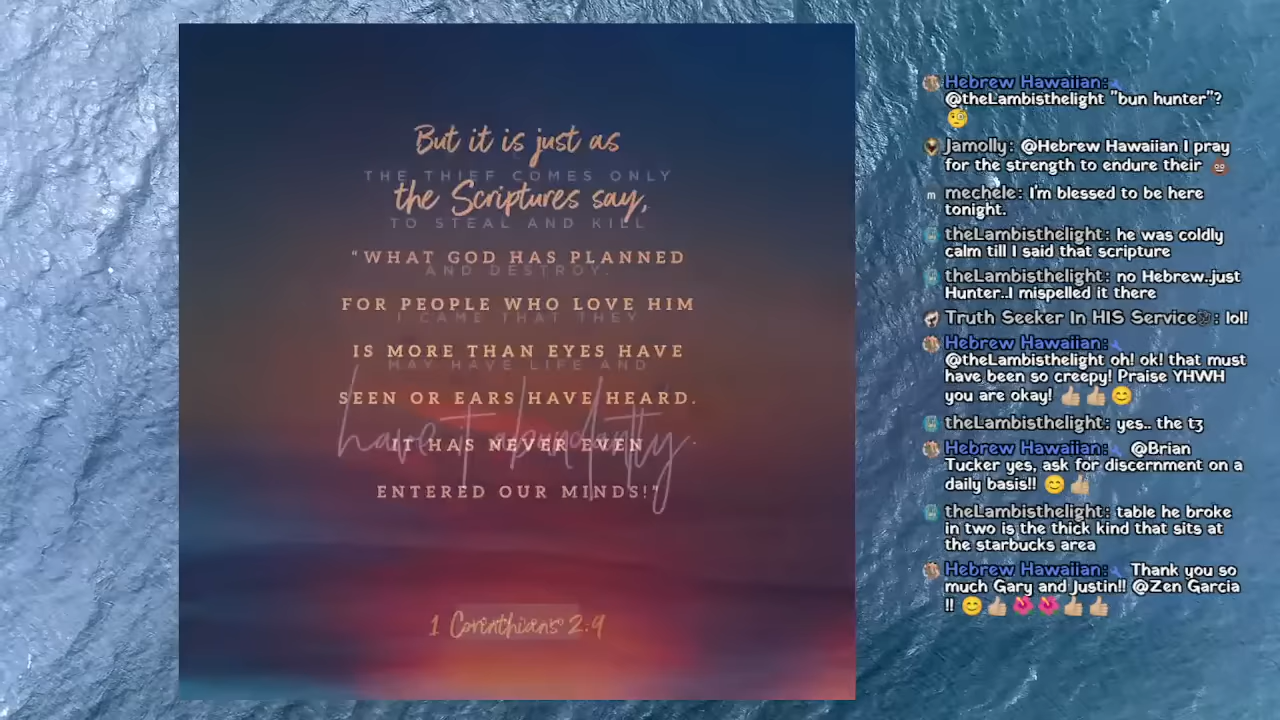 But it is just as
THE THIEF COMES ONLY
the Scriptures say,
TO STEAL AND KILL
“WHAT GOD HAS PLANNED
AND DESTROY.
FOR PEOPLE WHO LOVE HIM
I CAME THAT THEY
IS MORE THAN EYES HAVE
MAY HAVE LIFE AND
SEEN OR EARS HAVE HEARD.
have it abundantly.
IT HAS NEVER EVEN
ENTERED OUR MINDS!”
1 Corinthians 2:9
Hebrew Hawaiian:
@theLambisthelight "bun hunter"?
🧐
Jamolly: @Hebrew Hawaiian I pray
for the strength to endure their 💩
mechele: I'm blessed to be here
tonight.
theLambisthelight: he was coldly
calm till I said that scripture
theLambisthelight: no Hebrew..just
Hunter..I mispelled it there
Truth Seeker In HIS Service: lol!
Hebrew Hawaiian:
@theLambisthelight oh! ok! that must
have been so creepy! Praise YHWH
you are okay! 👍🏼👍🏼😊
theLambisthelight: yes.. the t3
Hebrew Hawaiian: @Brian
Tucker yes, ask for discernment on a
daily basis!! 😊👍🏼
theLambisthelight: table he broke
in two is the thick kind that sits at
the starbucks area
Hebrew Hawaiian: Thank you so
much Gary and Justin!! @Zen Garcia
!! 😊👍🏼🌺🌺👍🏼👍🏼